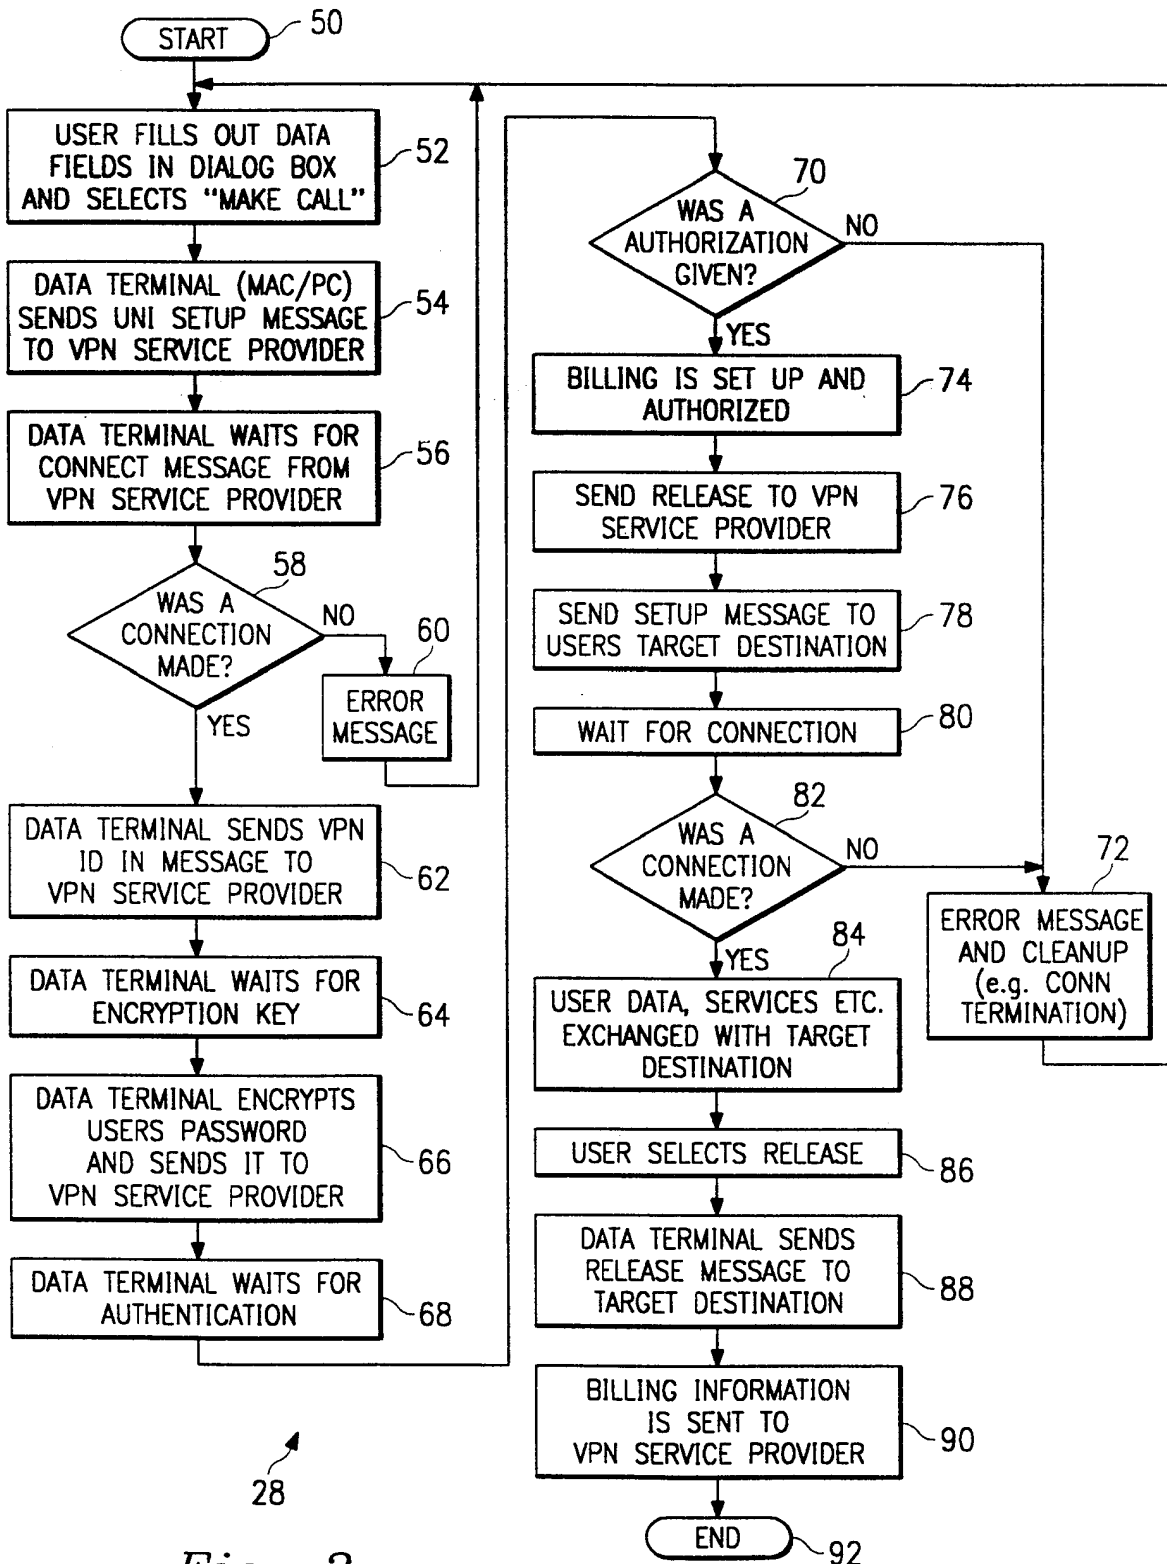 START
50
USER FILLS OUT DATA
FIELDS IN DIALOG BOX
AND SELECTS "MAKE CALL"
52
DATA TERMINAL (MAC/PC)
SENDS UNI SETUP MESSAGE
TO VPN SERVICE PROVIDER
54
DATA TERMINAL WAITS FOR
CONNECT MESSAGE FROM
VPN SERVICE PROVIDER
56
58
WAS A
CONNECTION
MADE?
NO
YES
60
ERROR
MESSAGE
DATA TERMINAL SENDS VPN
ID IN MESSAGE TO
VPN SERVICE PROVIDER
62
DATA TERMINAL WAITS FOR
ENCRYPTION KEY
64
DATA TERMINAL ENCRYPTS
USERS PASSWORD
AND SENDS IT TO
VPN SERVICE PROVIDER
66
DATA TERMINAL WAITS FOR
AUTHENTICATION
68
28
70
WAS A
AUTHORIZATION
GIVEN?
NO
YES
BILLING IS SET UP AND
AUTHORIZED
74
SEND RELEASE TO VPN
SERVICE PROVIDER
76
SEND SETUP MESSAGE TO
USERS TARGET DESTINATION
78
WAIT FOR CONNECTION
80
82
WAS A
CONNECTION
MADE?
NO
YES
72
ERROR MESSAGE
AND CLEANUP
(e.g. CONN
TERMINATION)
84
USER DATA, SERVICES ETC.
EXCHANGED WITH TARGET
DESTINATION
USER SELECTS RELEASE
86
DATA TERMINAL SENDS
RELEASE MESSAGE TO
TARGET DESTINATION
88
BILLING INFORMATION
IS SENT TO
VPN SERVICE PROVIDER
90
END
92